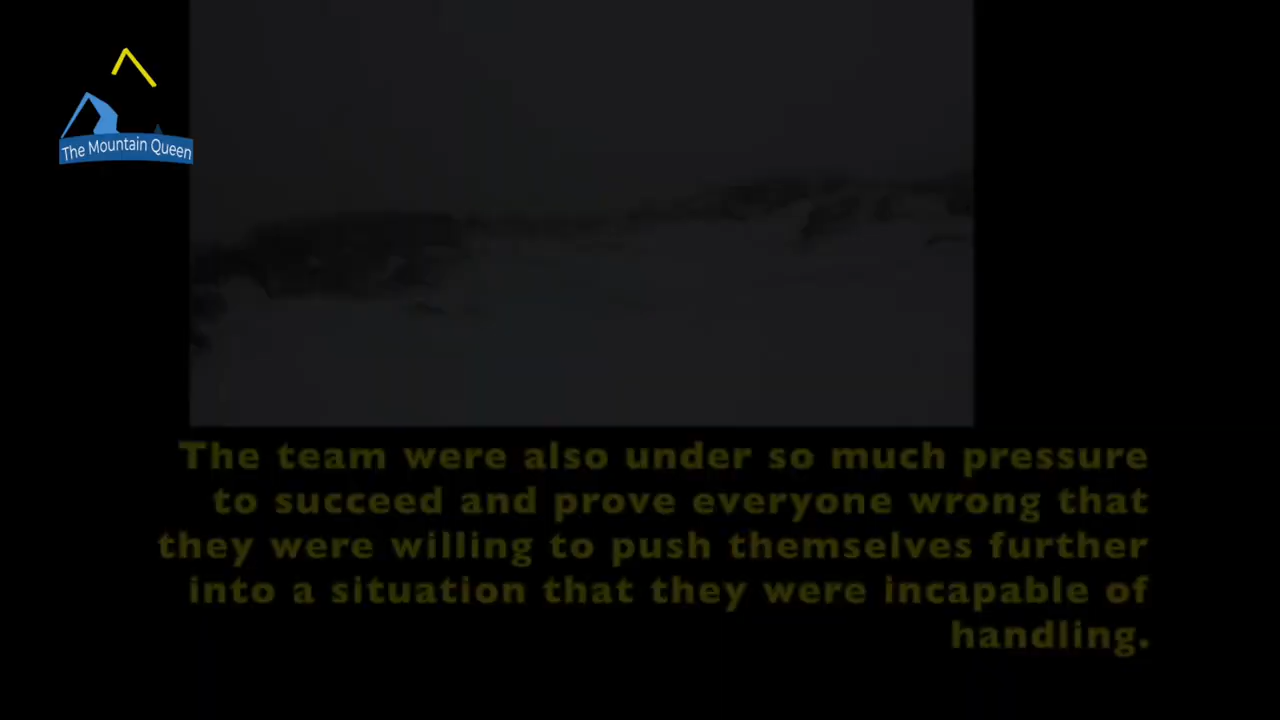 The Mountain Queen
The team were also under so much pressure
to succeed and prove everyone wrong that
they were willing to push themselves further
into a situation that they were incapable of
handling.